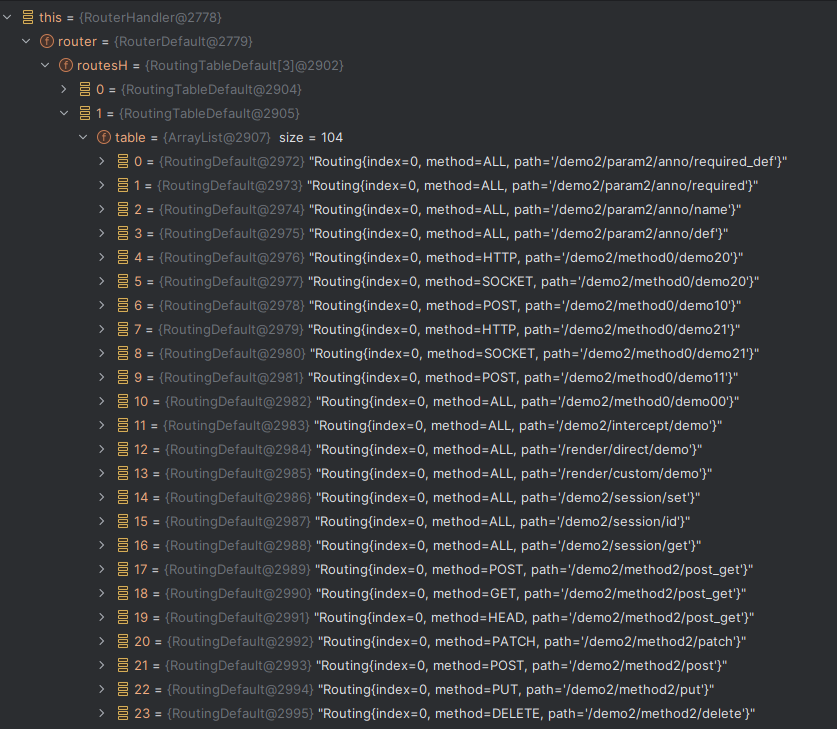 this = {RouterHandler@2778}
f router = {RouterDefault@2779}
f routesH = {RoutingTableDefault[3]@2902}
0 = {RoutingTableDefault@2904}
1 = {RoutingTableDefault@2905}
f table = {ArrayList@2907} size = 104
0 = {RoutingDefault@2972} "Routing{index=0, method=ALL, path='/demo2/param2/anno/required_def'}"
1 = {RoutingDefault@2973} "Routing{index=0, method=ALL, path='/demo2/param2/anno/required'}"
2 = {RoutingDefault@2974} "Routing{index=0, method=ALL, path='/demo2/param2/anno/name'}"
3 = {RoutingDefault@2975} "Routing{index=0, method=ALL, path='/demo2/param2/anno/def'}"
4 = {RoutingDefault@2976} "Routing{index=0, method=HTTP, path='/demo2/method0/demo20'}"
5 = {RoutingDefault@2977} "Routing{index=0, method=SOCKET, path='/demo2/method0/demo20'}"
6 = {RoutingDefault@2978} "Routing{index=0, method=POST, path='/demo2/method0/demo10'}"
7 = {RoutingDefault@2979} "Routing{index=0, method=HTTP, path='/demo2/method0/demo21'}"
8 = {RoutingDefault@2980} "Routing{index=0, method=SOCKET, path='/demo2/method0/demo21'}"
9 = {RoutingDefault@2981} "Routing{index=0, method=POST, path='/demo2/method0/demo11'}"
10 = {RoutingDefault@2982} "Routing{index=0, method=ALL, path='/demo2/method0/demo00'}"
11 = {RoutingDefault@2983} "Routing{index=0, method=ALL, path='/demo2/intercept/demo'}"
12 = {RoutingDefault@2984} "Routing{index=0, method=ALL, path='/render/direct/demo'}"
13 = {RoutingDefault@2985} "Routing{index=0, method=ALL, path='/render/custom/demo'}"
14 = {RoutingDefault@2986} "Routing{index=0, method=ALL, path='/demo2/session/set'}"
15 = {RoutingDefault@2987} "Routing{index=0, method=ALL, path='/demo2/session/id'}"
16 = {RoutingDefault@2988} "Routing{index=0, method=ALL, path='/demo2/session/get'}"
17 = {RoutingDefault@2989} "Routing{index=0, method=POST, path='/demo2/method2/post_get'}"
18 = {RoutingDefault@2990} "Routing{index=0, method=GET, path='/demo2/method2/post_get'}"
19 = {RoutingDefault@2991} "Routing{index=0, method=HEAD, path='/demo2/method2/post_get'}"
20 = {RoutingDefault@2992} "Routing{index=0, method=PATCH, path='/demo2/method2/patch'}"
21 = {RoutingDefault@2993} "Routing{index=0, method=POST, path='/demo2/method2/post'}"
22 = {RoutingDefault@2994} "Routing{index=0, method=PUT, path='/demo2/method2/put'}"
23 = {RoutingDefault@2995} "Routing{index=0, method=DELETE, path='/demo2/method2/delete'}"